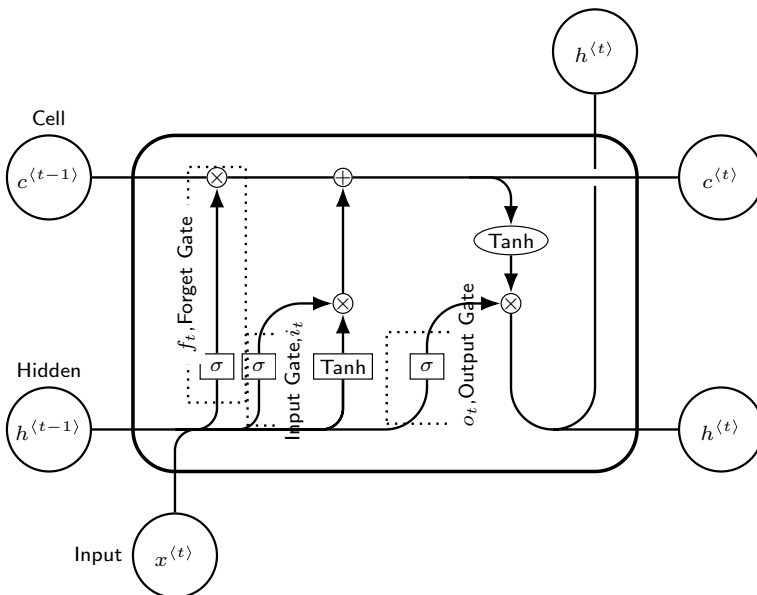 h⟨t⟩
Cell
c⟨t−1⟩
⊗
⊕
c⟨t⟩
Tanh
f_t,Forget Gate
⊗
⊗
σ
σ
Input Gate,i_t
Tanh
σ
o_t,Output Gate
Hidden
h⟨t−1⟩
h⟨t⟩
Input
x⟨t⟩